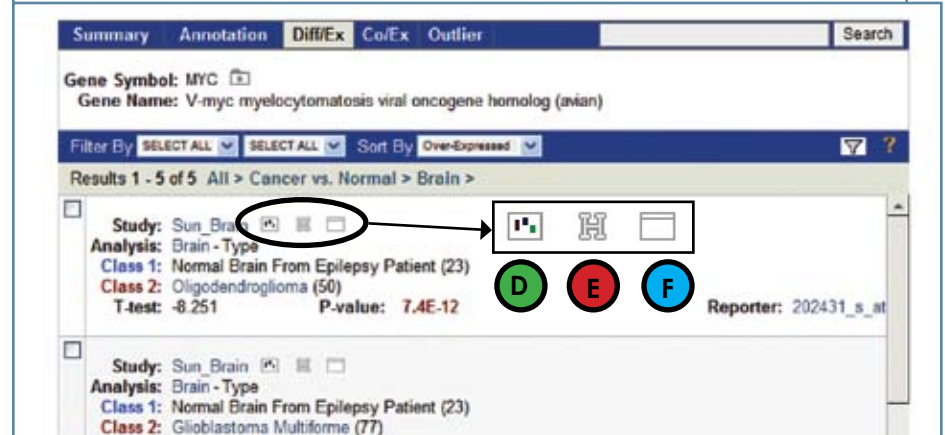 Summary Annotation Diff/Ex Co/Ex Outlier Search
Gene Symbol: MYC
Gene Name: V-myc myelocytomatosis viral oncogene homolog (avian)
Filter By SELECT ALL SELECT ALL Sort By Over-Expressed ?
Results 1 - 5 of 5 All > Cancer vs. Normal > Brain >
Study: Sun_Brain H
Analysis: Brain - Type
Class 1: Normal Brain From Epilepsy Patient (23)
Class 2: Oligodendroglioma (50)
T-test: -8.251 P-value: 7.4E-12 Reporter: 202431_s_at
H
D E F
Study: Sun_Brain H
Analysis: Brain - Type
Class 1: Normal Brain From Epilepsy Patient (23)
Class 2: Glioblastoma Multiforme (77)